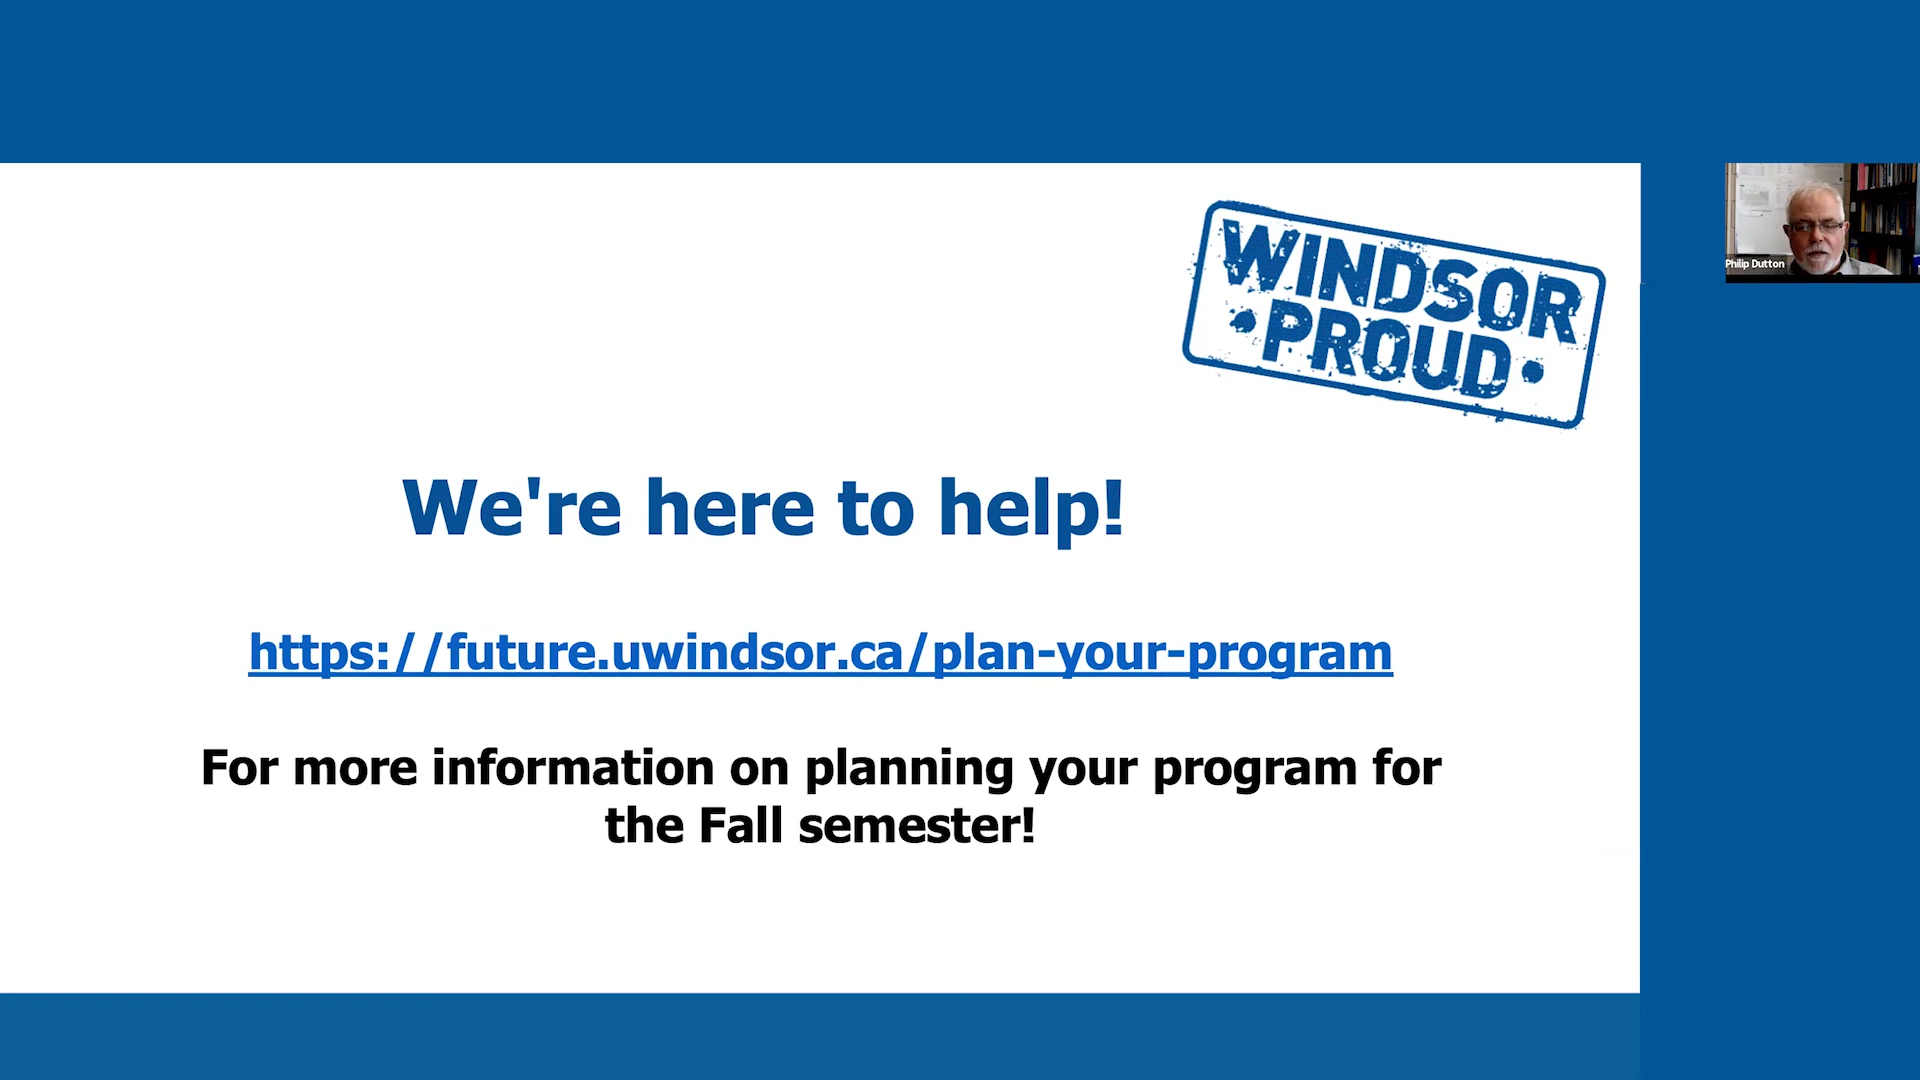 WINDSOR
• PROUD •
Philip Dutton
We're here to help!
https://future.uwindsor.ca/plan-your-program
For more information on planning your program for
the Fall semester!